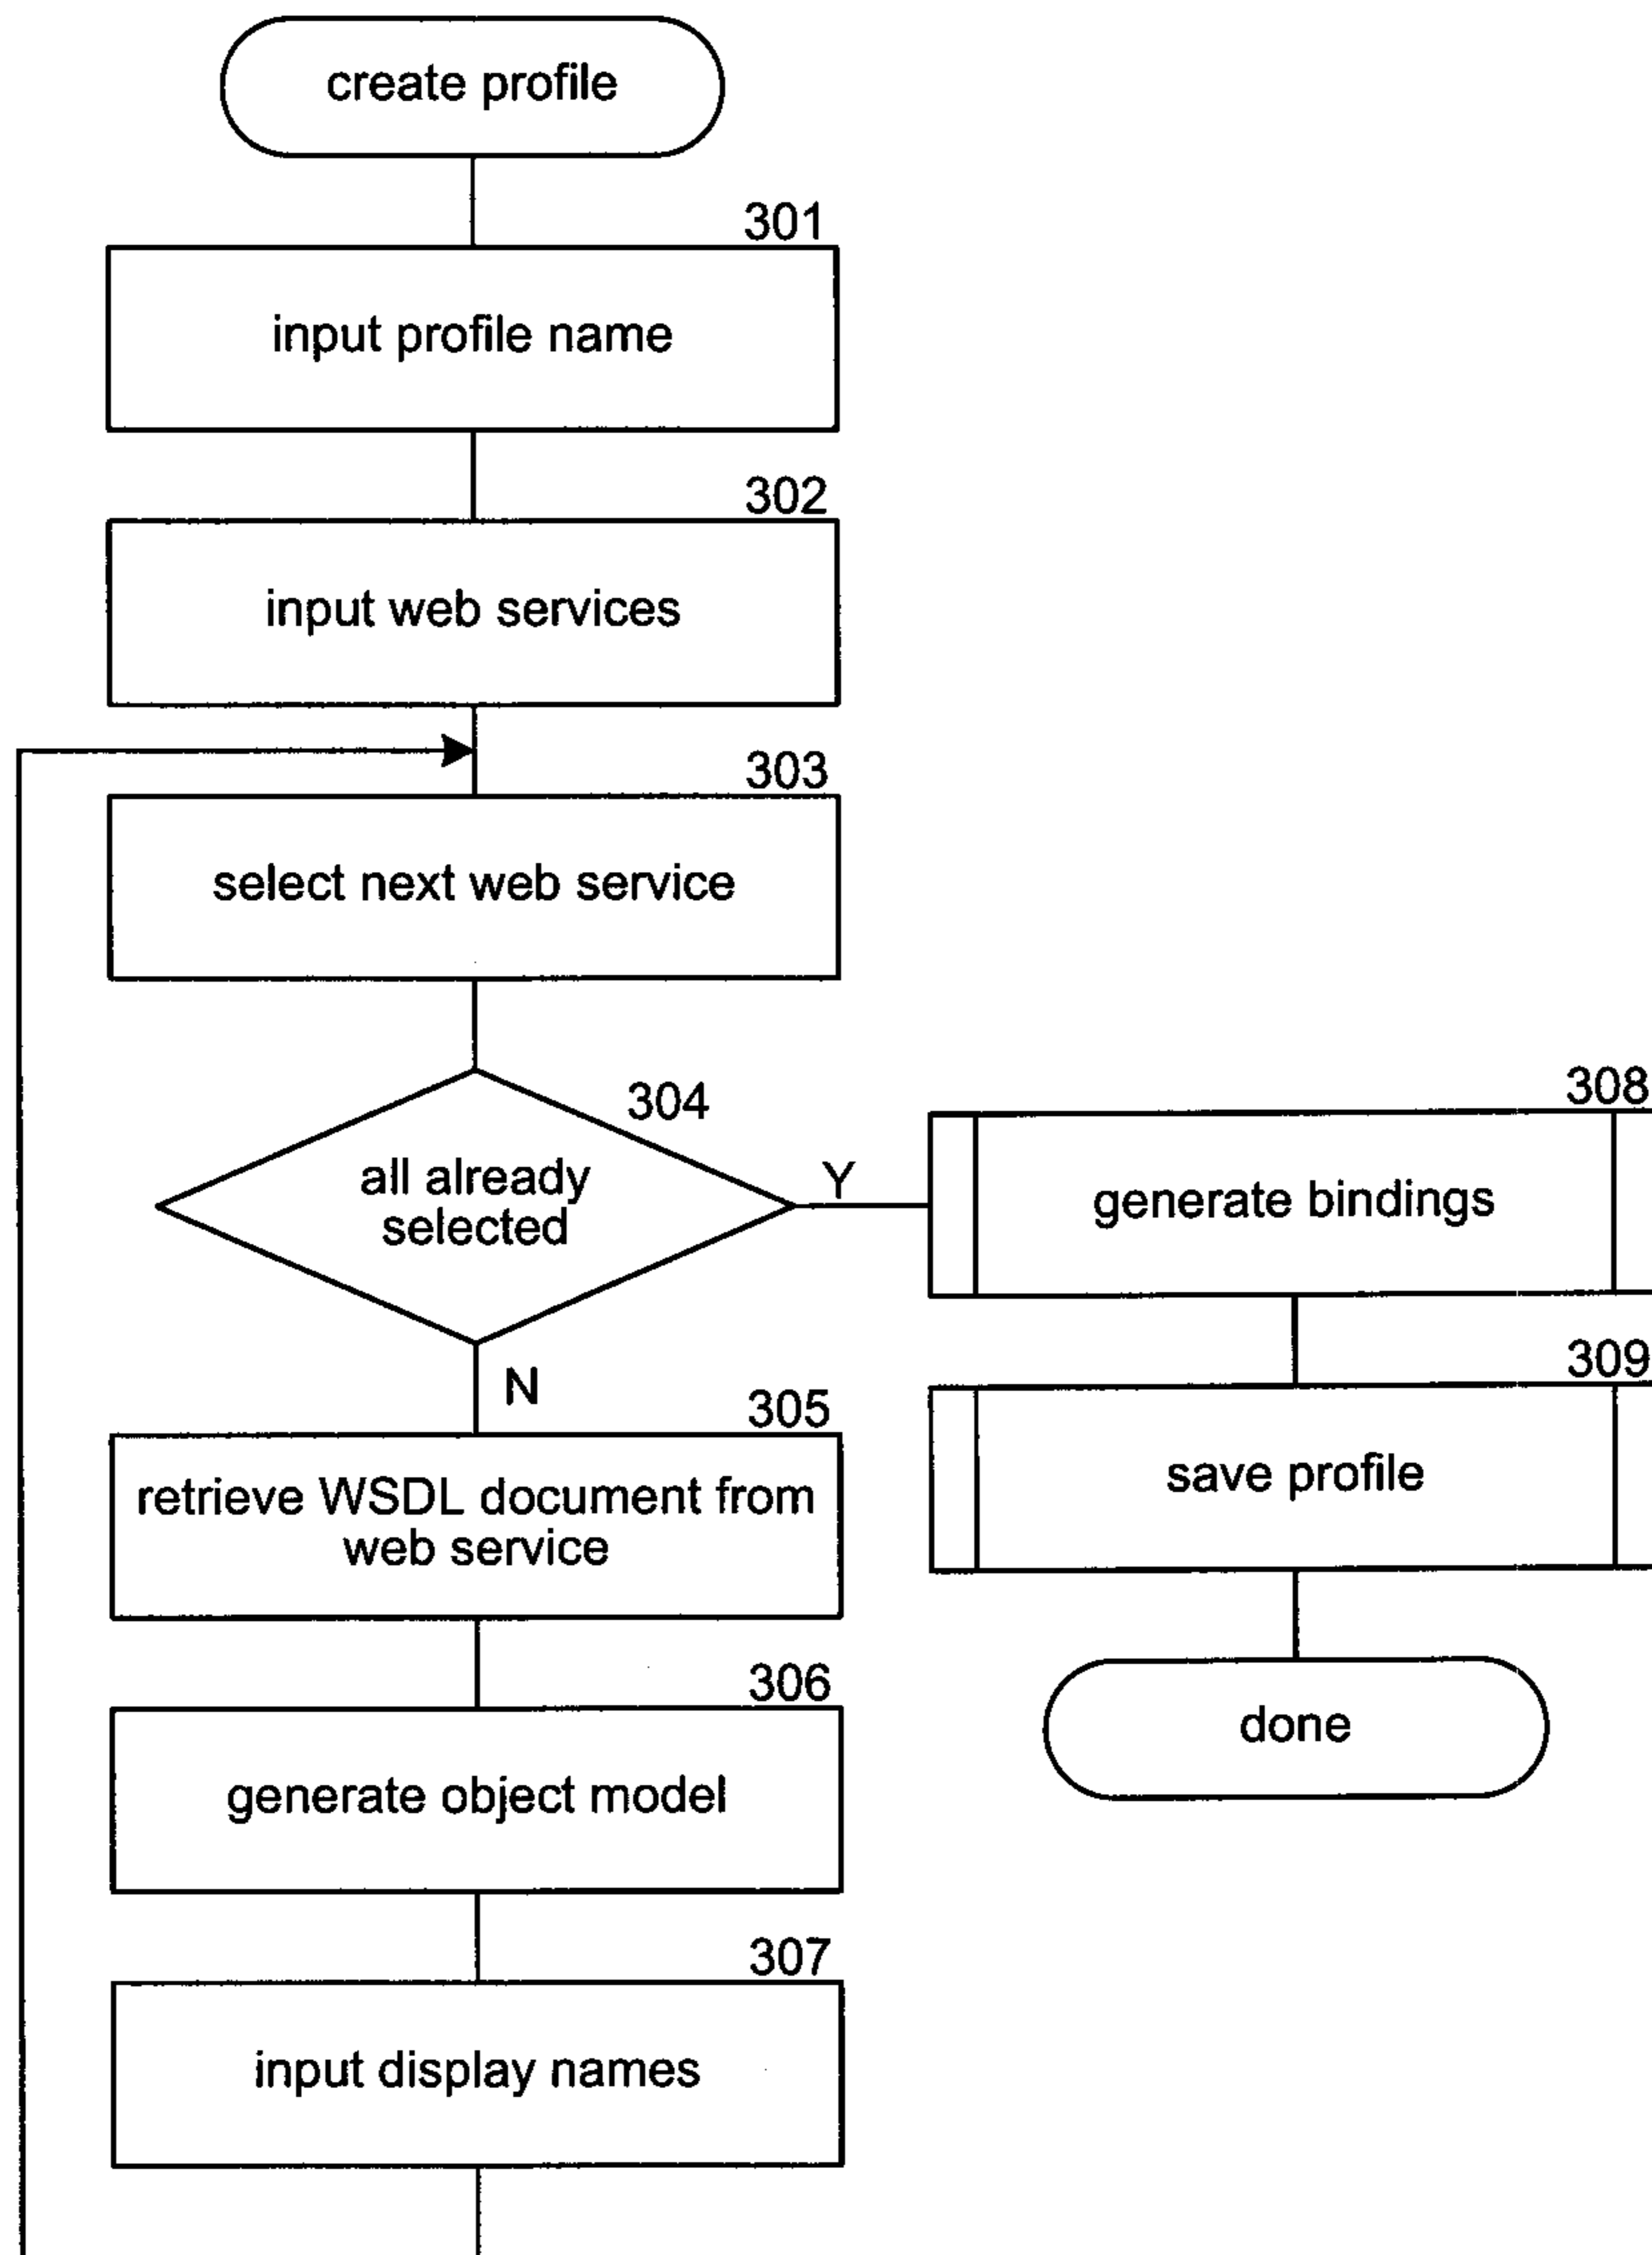 create profile
301
input profile name
302
input web services
303
select next web service
304
all already
selected
Y
N
305
retrieve WSDL document from
web service
306
generate object model
307
input display names
308
generate bindings
309
save profile
done